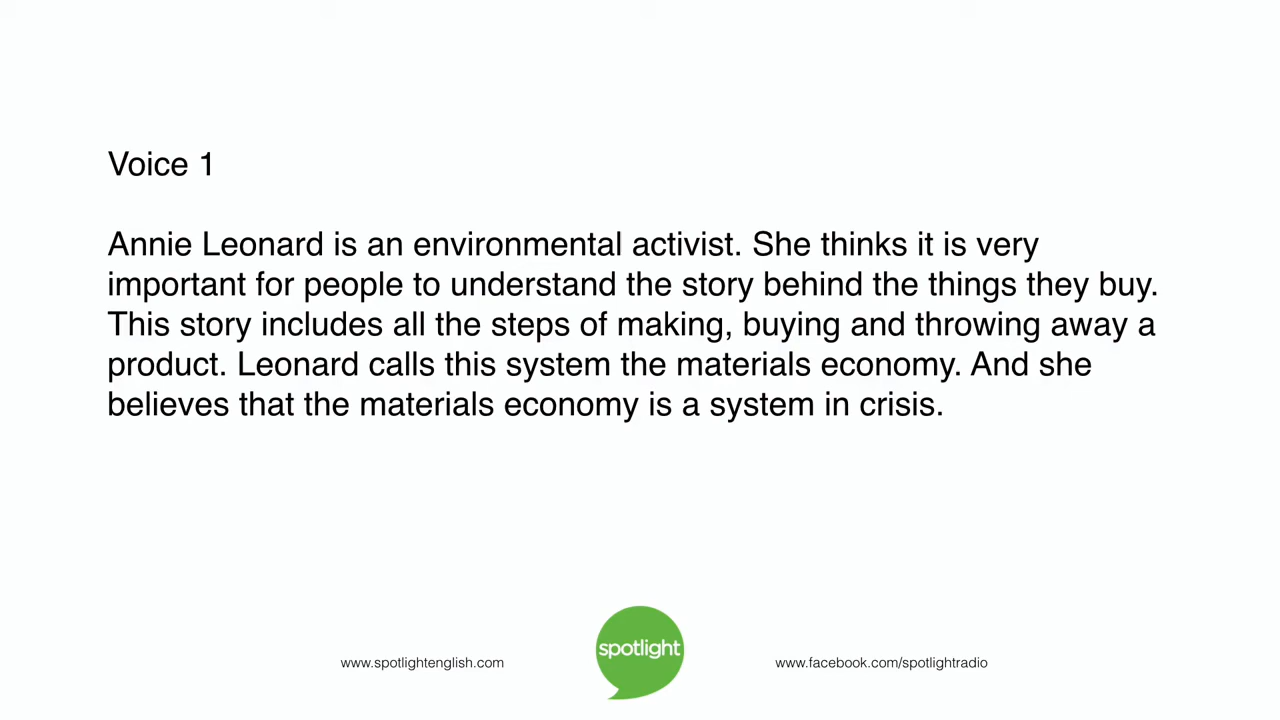 Voice 1
Annie Leonard is an environmental activist. She thinks it is very
important for people to understand the story behind the things they buy.
This story includes all the steps of making, buying and throwing away a
product. Leonard calls this system the materials economy. And she
believes that the materials economy is a system in crisis.
www.spotlightenglish.com
spotlight
www.facebook.com/spotlightradio